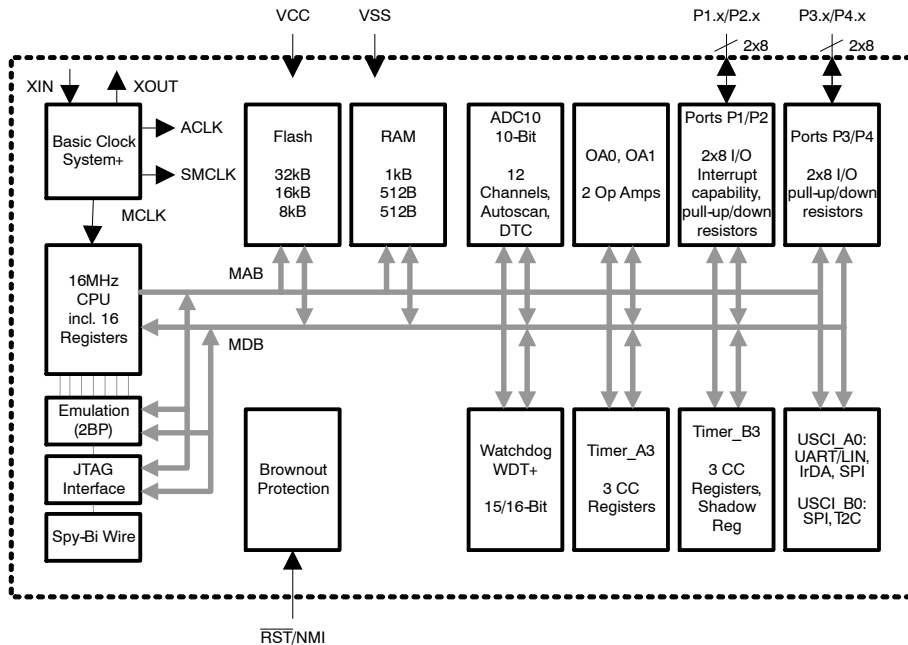 VCC
VSS
P1.x/P2.x
2x8
P3.x/P4.x
2x8
XIN
XOUT
Basic Clock
System+
ACLK
SMCLK
MCLK
Flash
32kB
16kB
8kB
RAM
1kB
512B
512B
ADC10
10-Bit
12
Channels,
Autoscan,
DTC
OA0, OA1
2 Op Amps
Ports P1/P2
2x8 I/O
Interrupt
capability,
pull-up/down
resistors
Ports P3/P4
2x8 I/O
pull-up/down
resistors
16MHz
CPU
incl. 16
Registers
MAB
MDB
Emulation
(2BP)
JTAG
Interface
Spy-Bi Wire
Brownout
Protection
RST/NMI
Watchdog
WDT+
15/16-Bit
Timer_A3
3 CC
Registers
Timer_B3
3 CC
Registers,
Shadow
Reg
USCI_A0:
UART/LIN,
IrDA, SPI
USCI_B0:
SPI, I2C